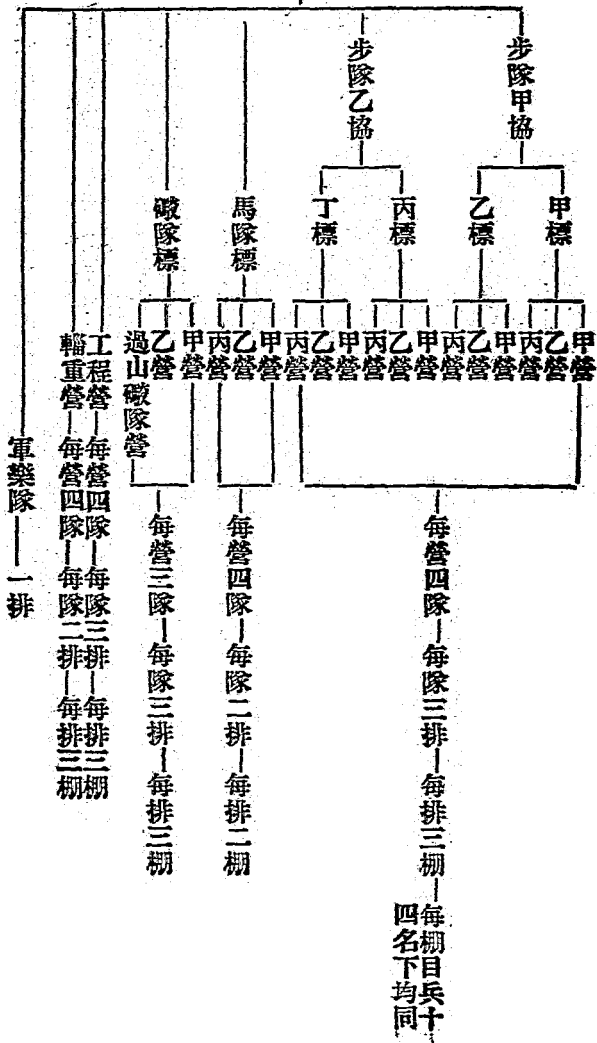 步隊甲協
步隊乙協
甲標
乙標
丙標
丁標
馬隊標
礮隊標
甲營
乙營
丙營
甲營
乙營
丙營
甲營
乙營
丙營
甲營
乙營
丙營
甲營
乙營
丙營
甲營
乙營
過山礮隊營
每營四隊
每隊三排
每排三棚
每棚目兵十
四名下均同
每營四隊
每隊二排
每排二棚
每營三隊
每隊三排
每排三棚
工程營
每營四隊
每隊三排
每排三棚
輜重營
每營四隊
每隊二排
每排三棚
軍樂隊
一排